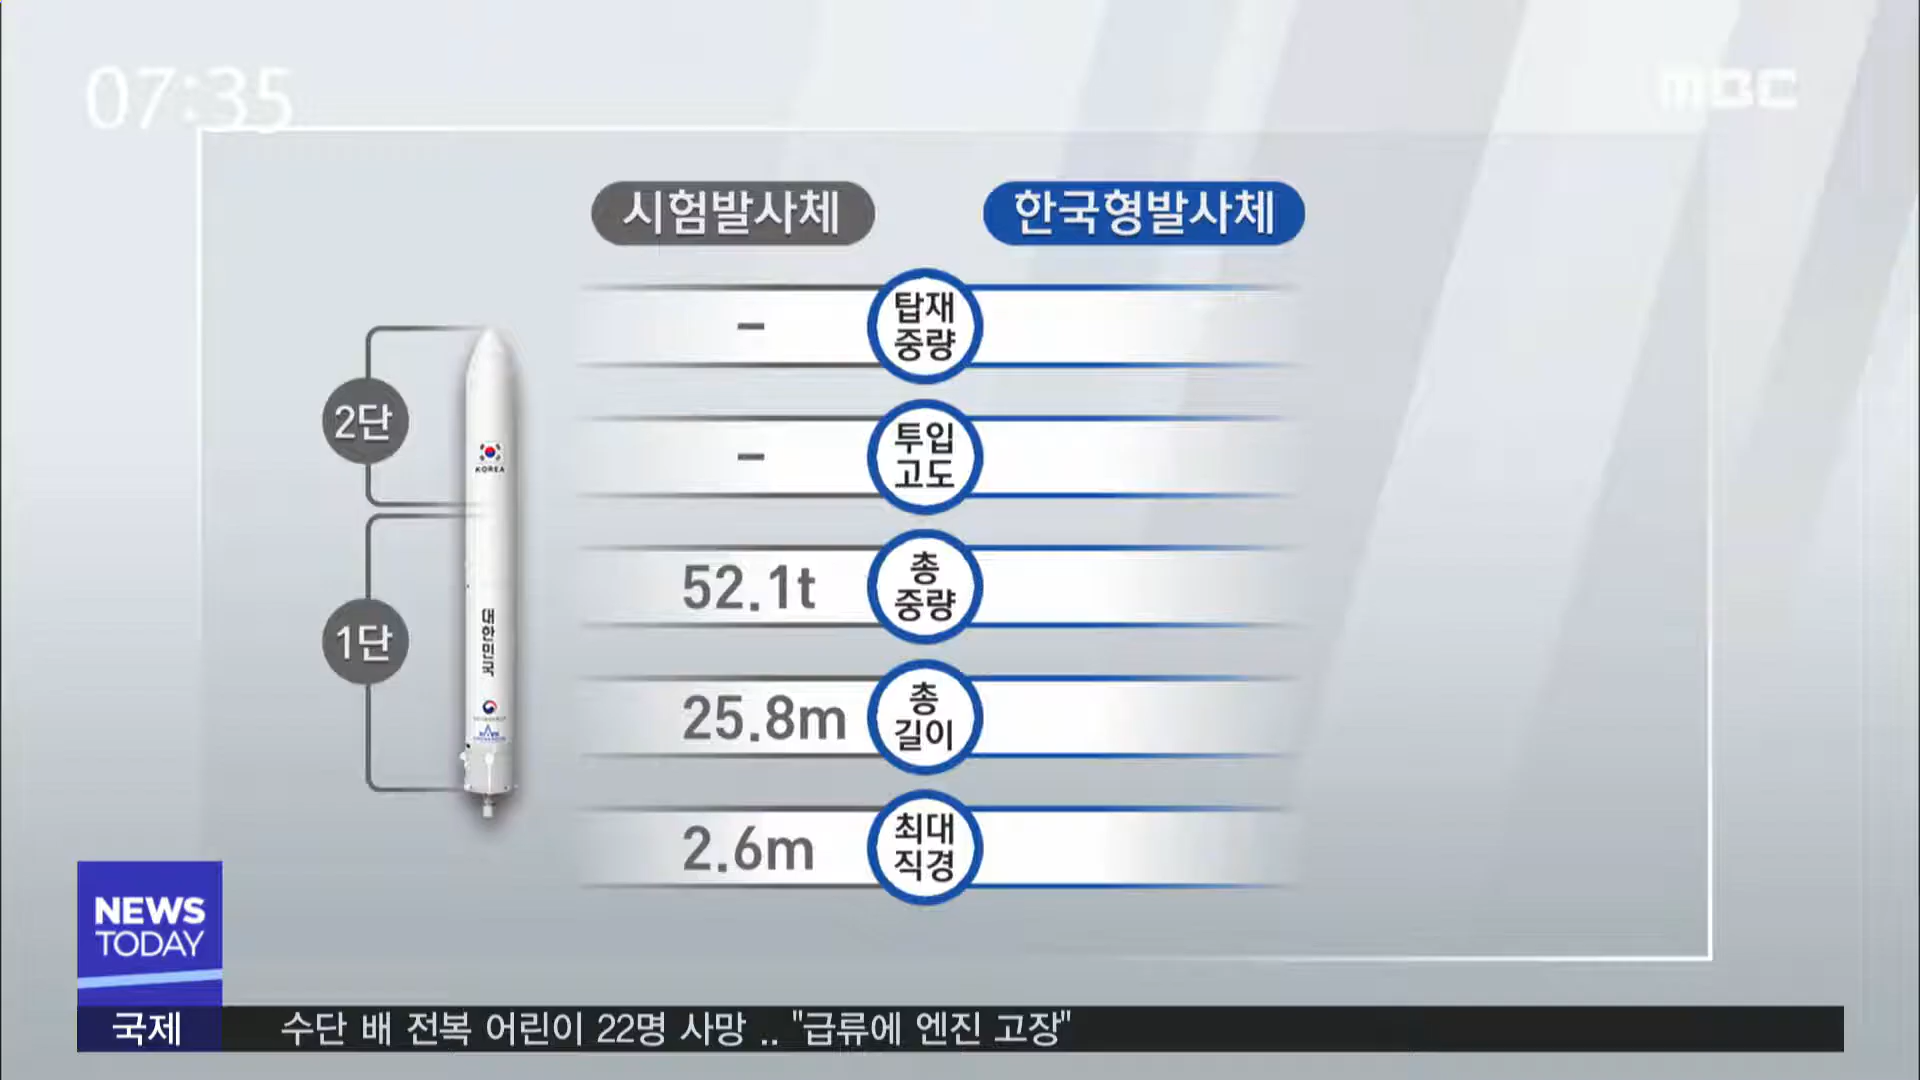 07:35
MBC
시험발사체
한국형발사체
-
탑재
중량
-
투입
고도
52.1t
총
중량
25.8m
총
길이
2.6m
최대
직경
2단
1단
KOREA
대한민국
NEWS
TODAY
국제
수단 배 전복 어린이 22명 사망 .. "급류에 엔진 고장"